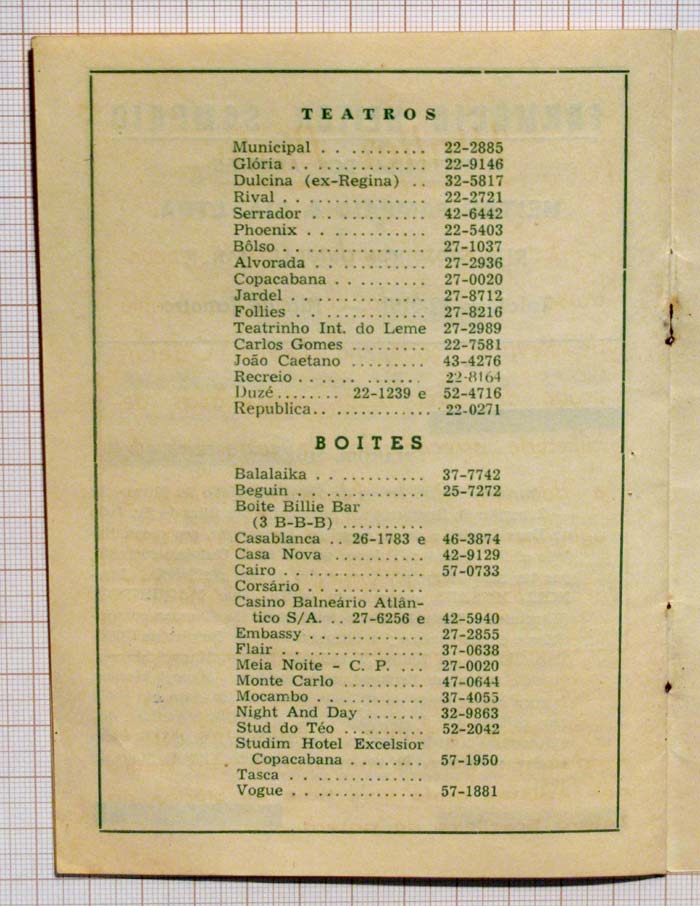 TEATROS
Municipal . . .......... 22-2885
Glória . . ............. 22-9146
Dulcina (ex-Regina) .. 32-5817
Rival . . .............. 22-2721
Serrador . . ........... 42-6442
Phoenix . . ............ 22-5403
Bôlso . . .............. 27-1037
Alvorada . . ........... 27-2936
Copacabana . . ......... 27-0020
Jardel . . ............. 27-8712
Follies . . ............ 27-8216
Teatrinho Int. do Leme 27-2989
Carlos Gomes ......... 22-7581
João Caetano ......... 43-4276
Recreio . . . . . . ....... 22-8164
Duzé........ 22-1239 e 52-4716
Republica.. . ........... 22-0271
BOITES
Balalaika . . ........... 37-7742
Beguin . . ............. 25-7272
Boite Billie Bar
(3 B-B-B) ..........
Casablanca .. 26-1783 e 46-3874
Casa Nova ........... 42-9129
Cairo . . .............. 57-0733
Corsário . . ............
Casino Balneário Atlân-
tico S/A. .. 27-6256 e 42-5940
Embassy . . ........... 27-2855
Flair . . .............. 37-0638
Meia Noite - C. P. ... 27-0020
Monte Carlo .......... 47-0644
Mocambo . . .......... 37-4055
Night And Day ....... 32-9863
Stud do Téo .......... 52-2042
Studim Hotel Excelsior
Copacabana . ........ 57-1950
Tasca . . ..............
Vogue . . .............. 57-1881